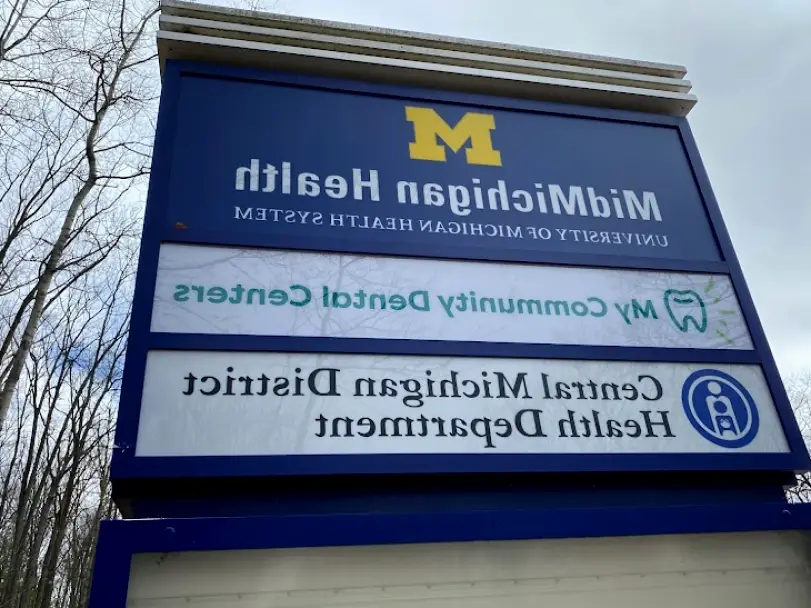 M
MidMichigan Health
UNIVERSITY OF MICHIGAN HEALTH SYSTEM
My Community Dental Centers
Central Michigan District
Health Department